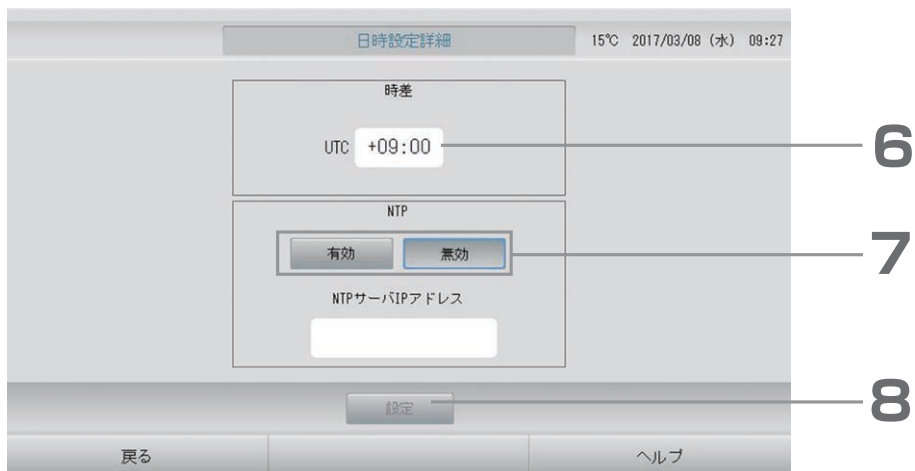 日時設定詳細 15℃ 2017/03/08 (水) 09:27
時差
UTC +09:00
6
NTP
有効 無効
7
NTPサーバIPアドレス
設定
8
戻る ヘルプ